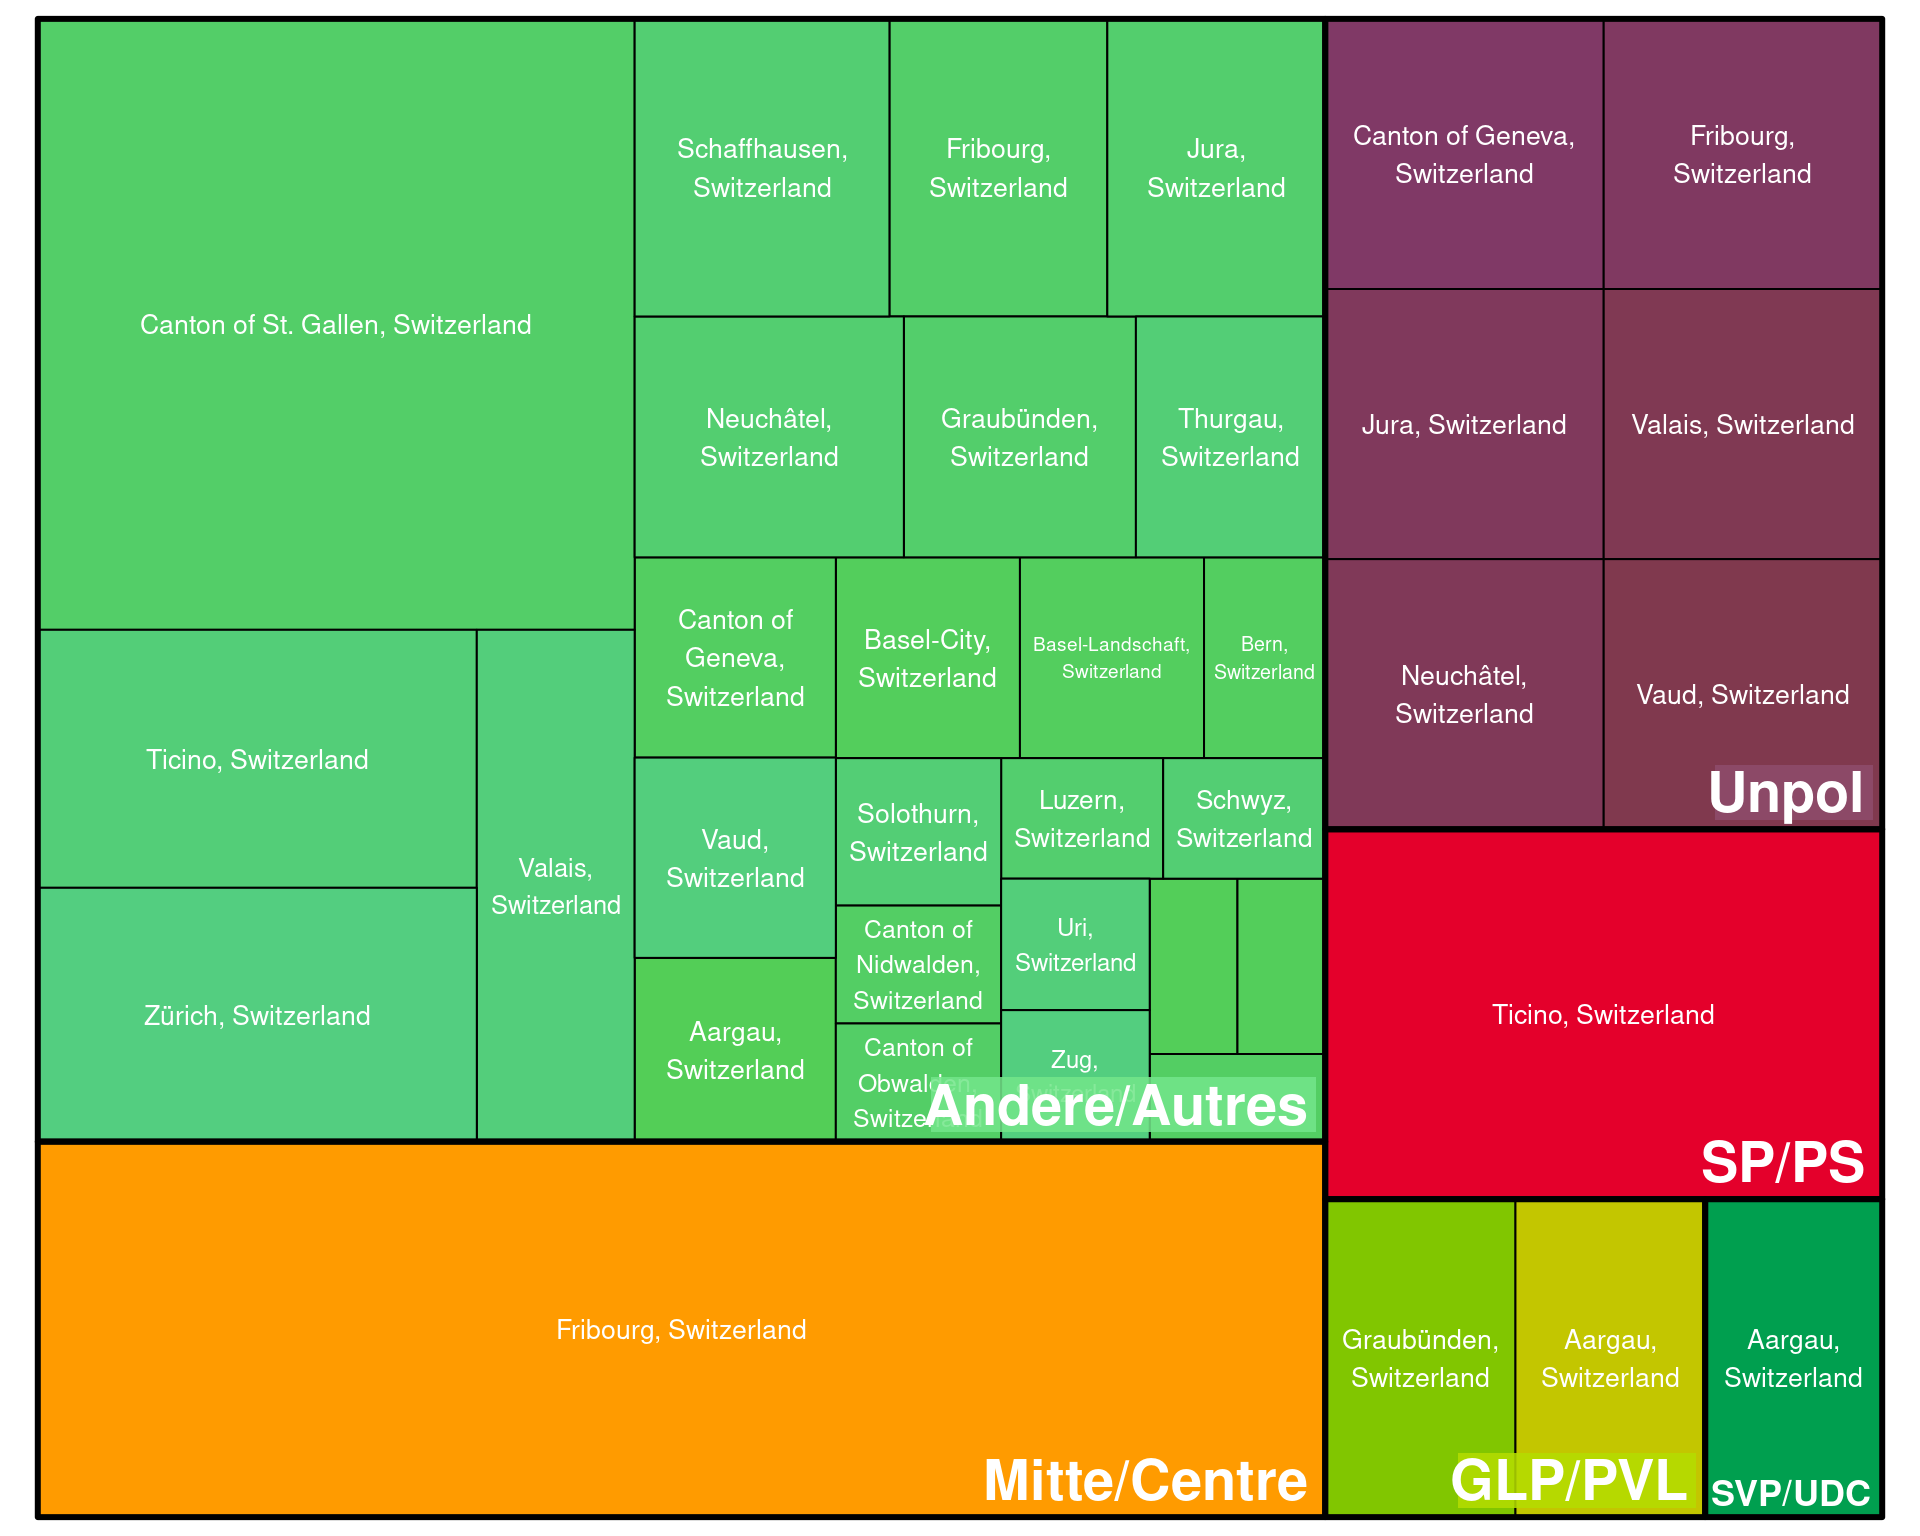 Canton of St. Gallen, Switzerland
Schaffhausen,
Switzerland
Fribourg,
Switzerland
Jura,
Switzerland
Neuchâtel,
Switzerland
Graubünden,
Switzerland
Thurgau,
Switzerland
Ticino, Switzerland
Zürich, Switzerland
Valais,
Switzerland
Canton of
Geneva,
Switzerland
Basel-City,
Switzerland
Basel-Landschaft,
Switzerland
Bern,
Switzerland
Vaud,
Switzerland
Solothurn,
Switzerland
Luzern,
Switzerland
Schwyz,
Switzerland
Aargau,
Switzerland
Canton of
Nidwalden,
Switzerland
Uri,
Switzerland
Canton of
Obwalden,
Switzerland
Zug,
Switzerland
Andere/Autres
Fribourg, Switzerland
Mitte/Centre
Canton of Geneva,
Switzerland
Fribourg,
Switzerland
Jura, Switzerland
Valais, Switzerland
Neuchâtel,
Switzerland
Vaud, Switzerland
Unpol
Ticino, Switzerland
SP/PS
Graubünden,
Switzerland
Aargau,
Switzerland
GLP/PVL
Aargau,
Switzerland
SVP/UDC